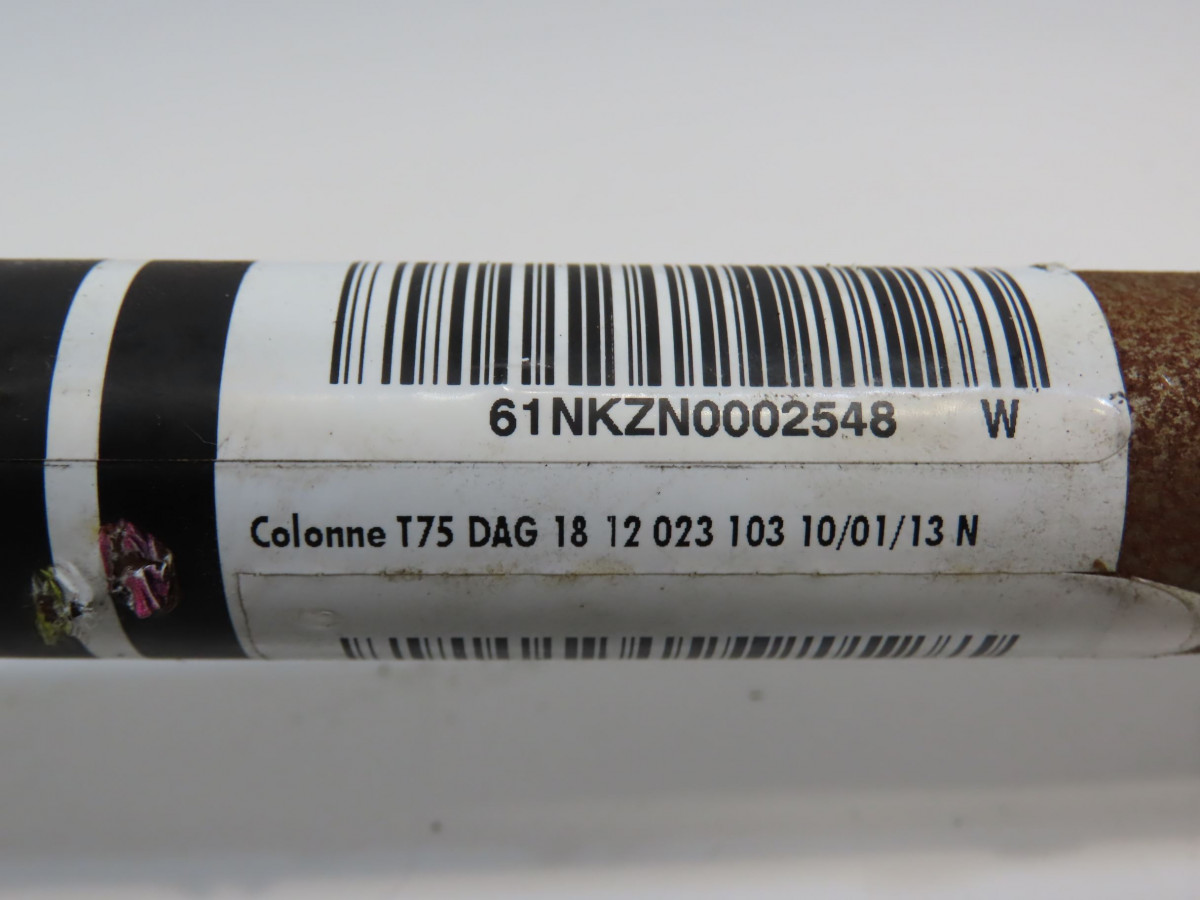 61NKZN0002548 W
Colonne T75 DAG 18 12 023 103 10/01/13 N